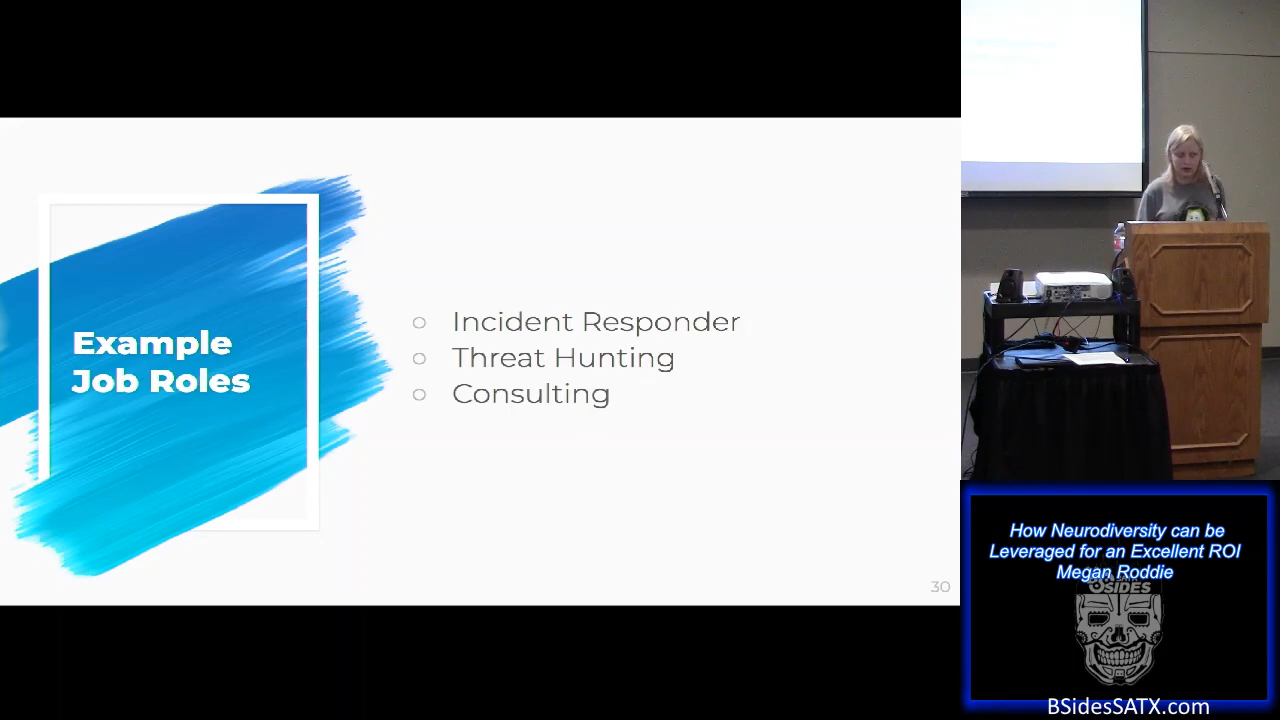 Example
Job Roles
Incident Responder
Threat Hunting
Consulting
30
How Neurodiversity can be
Leveraged for an Excellent ROI
Megan Roddie
BSIDES
BSidesSATX.com